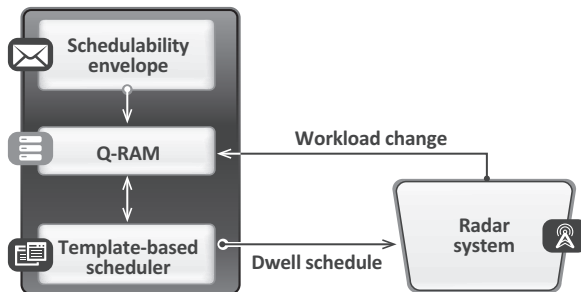 Schedulability
envelope
Q-RAM
Workload change
Template-based
scheduler
Dwell schedule
Radar
system